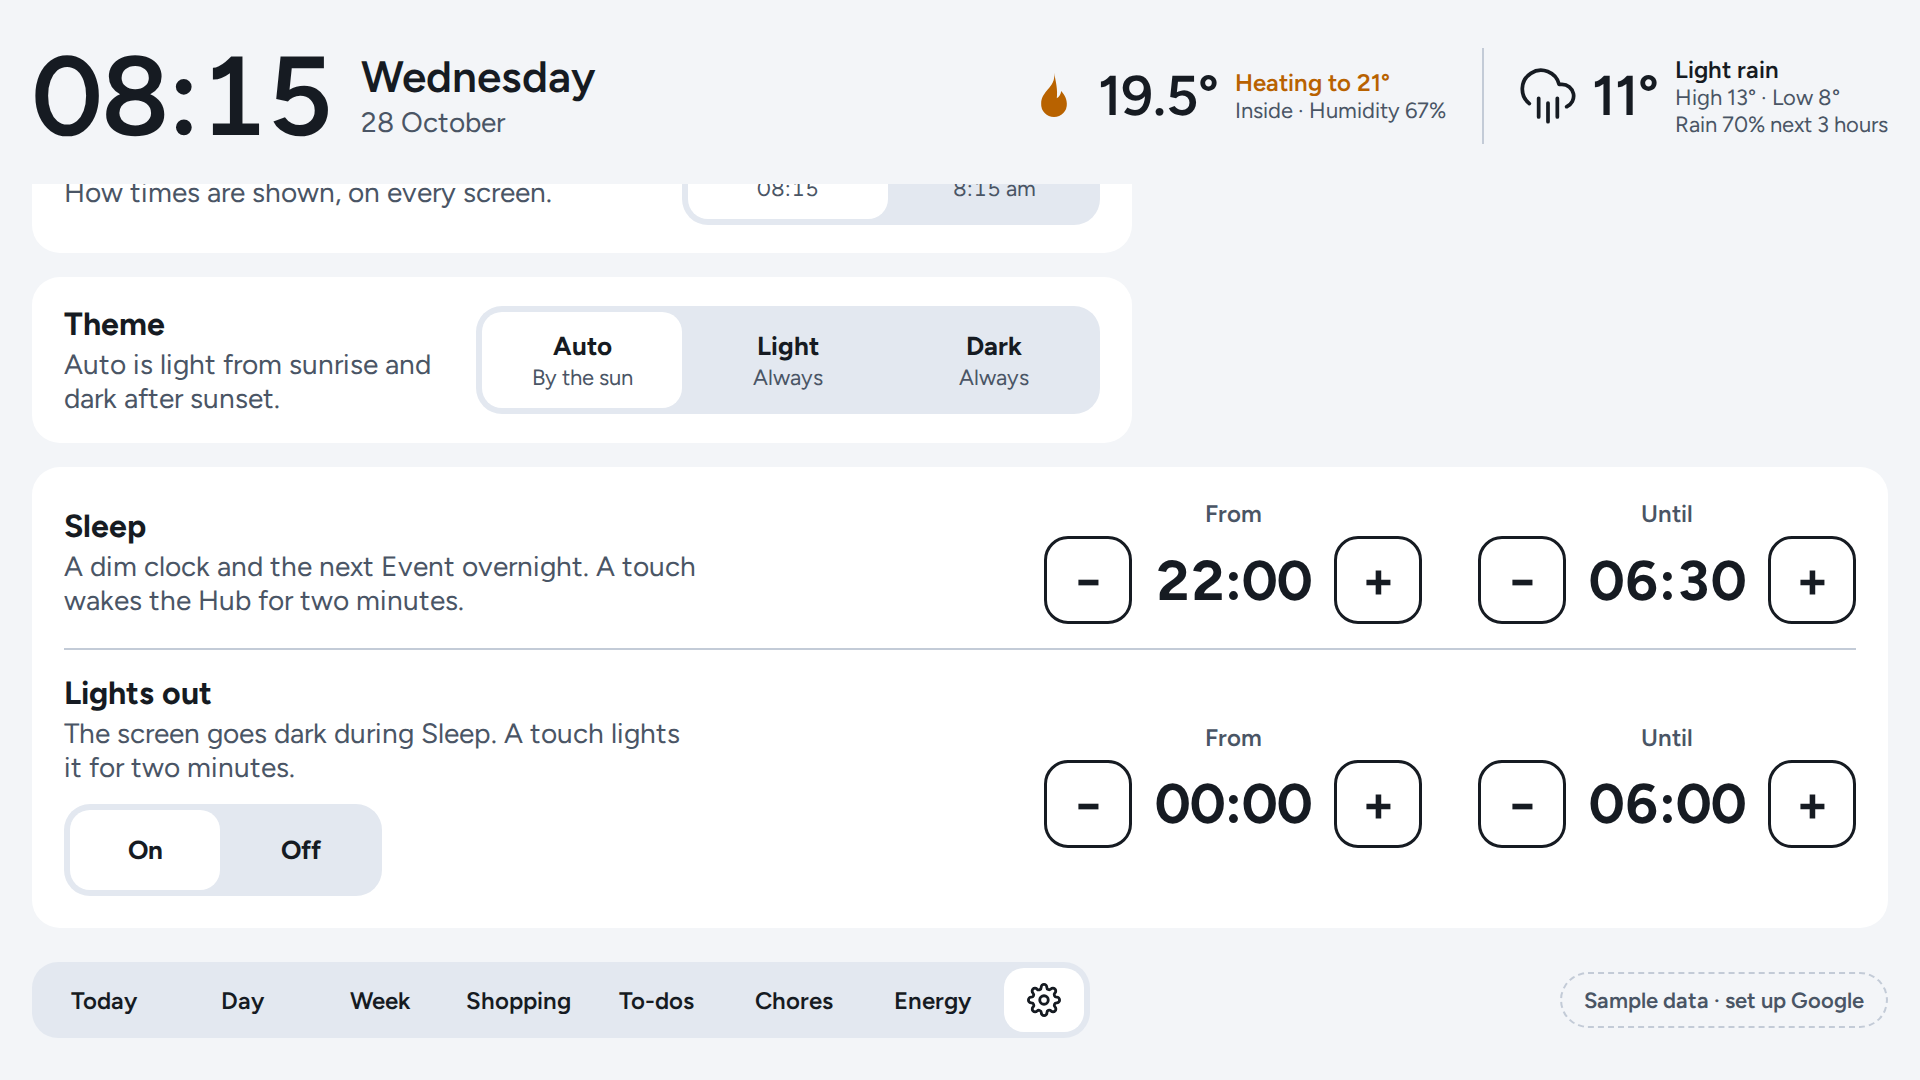 08:15
Wednesday
28 October
19.5°
Heating to 21°
Inside · Humidity 67%
11°
Light rain
High 13° · Low 8°
Rain 70% next 3 hours
How times are shown, on every screen.
08:15
8:15 am
Theme
Auto is light from sunrise and
dark after sunset.
Auto
By the sun
Light
Always
Dark
Always
Sleep
A dim clock and the next Event overnight. A touch
wakes the Hub for two minutes.
From
− 22:00 +
Until
− 06:30 +
Lights out
The screen goes dark during Sleep. A touch lights
it for two minutes.
On
Off
From
− 00:00 +
Until
− 06:00 +
Today
Day
Week
Shopping
To-dos
Chores
Energy
Sample data · set up Google